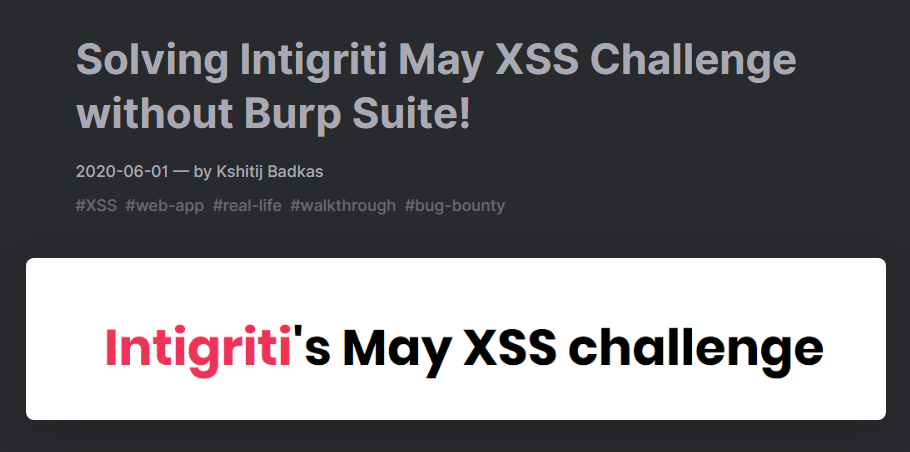 Solving Intigriti May XSS Challenge
without Burp Suite!
2020-06-01 — by Kshitij Badkas
#XSS #web-app #real-life #walkthrough #bug-bounty
Intigriti's May XSS challenge